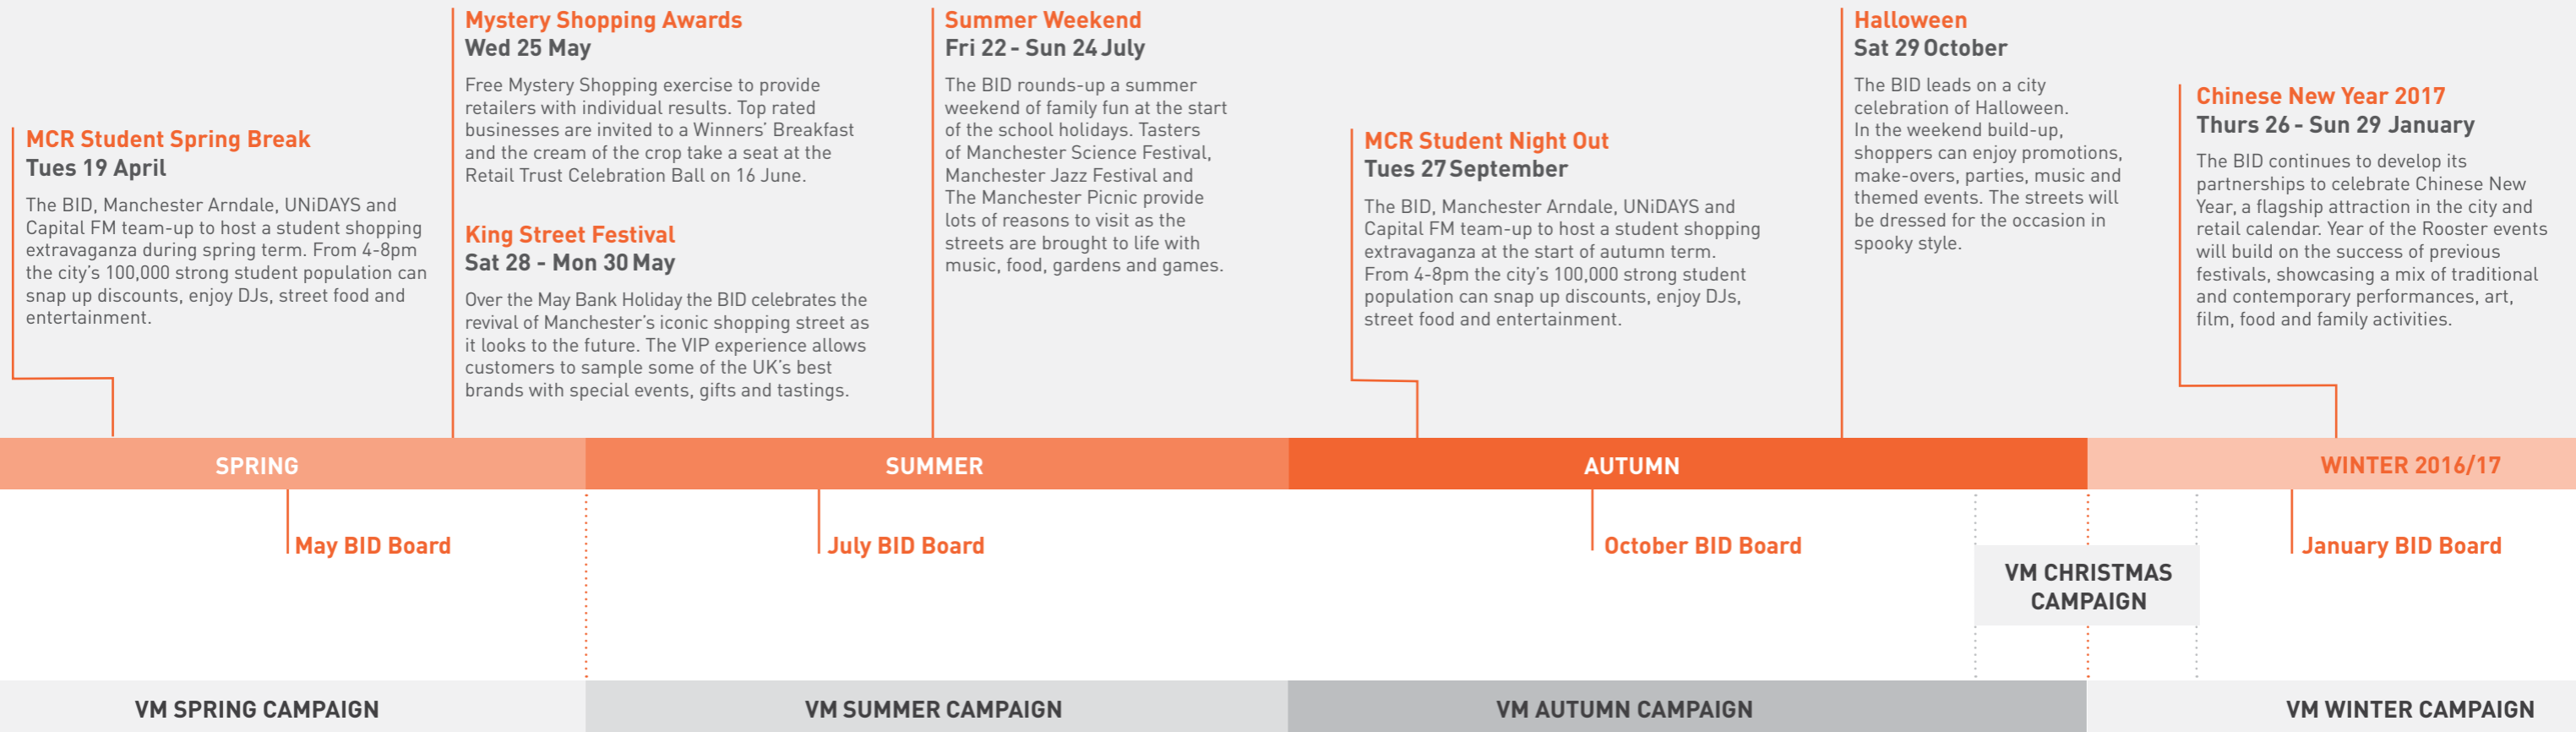 MCR Student Spring Break
Tues 19 April
The BID, Manchester Arndale, UNiDAYS and
Capital FM team-up to host a student shopping
extravaganza during spring term. From 4-8pm
the city's 100,000 strong student population can
snap up discounts, enjoy DJs, street food and
entertainment.
Mystery Shopping Awards
Wed 25 May
Free Mystery Shopping exercise to provide
retailers with individual results. Top rated
businesses are invited to a Winners' Breakfast
and the cream of the crop take a seat at the
Retail Trust Celebration Ball on 16 June.
King Street Festival
Sat 28 - Mon 30 May
Over the May Bank Holiday the BID celebrates the
revival of Manchester's iconic shopping street as
it looks to the future. The VIP experience allows
customers to sample some of the UK's best
brands with special events, gifts and tastings.
Summer Weekend
Fri 22 - Sun 24 July
The BID rounds-up a summer
weekend of family fun at the start
of the school holidays. Tasters
of Manchester Science Festival,
Manchester Jazz Festival and
The Manchester Picnic provide
lots of reasons to visit as the
streets are brought to life with
music, food, gardens and games.
MCR Student Night Out
Tues 27 September
The BID, Manchester Arndale, UNiDAYS and
Capital FM team-up to host a student shopping
extravaganza at the start of autumn term.
From 4-8pm the city's 100,000 strong student
population can snap up discounts, enjoy DJs,
street food and entertainment.
Halloween
Sat 29 October
The BID leads on a city
celebration of Halloween.
In the weekend build-up,
shoppers can enjoy promotions,
make-overs, parties, music and
themed events. The streets will
be dressed for the occasion in
spooky style.
Chinese New Year 2017
Thurs 26 - Sun 29 January
The BID continues to develop its
partnerships to celebrate Chinese New
Year, a flagship attraction in the city and
retail calendar. Year of the Rooster events
will build on the success of previous
festivals, showcasing a mix of traditional
and contemporary performances, art,
film, food and family activities.
SPRING
SUMMER
AUTUMN
WINTER 2016/17
May BID Board
July BID Board
October BID Board
January BID Board
VM CHRISTMAS
CAMPAIGN
VM SPRING CAMPAIGN
VM SUMMER CAMPAIGN
VM AUTUMN CAMPAIGN
VM WINTER CAMPAIGN